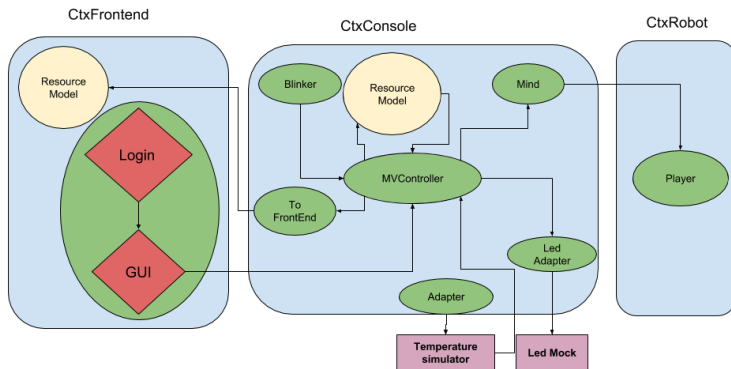 CtxFrontend
CtxConsole
CtxRobot
Resource
Model
Login
GUI
Blinker
Resource
Model
Mind
MVController
To
FrontEnd
Led
Adapter
Adapter
Temperature
simulator
Led Mock
Player